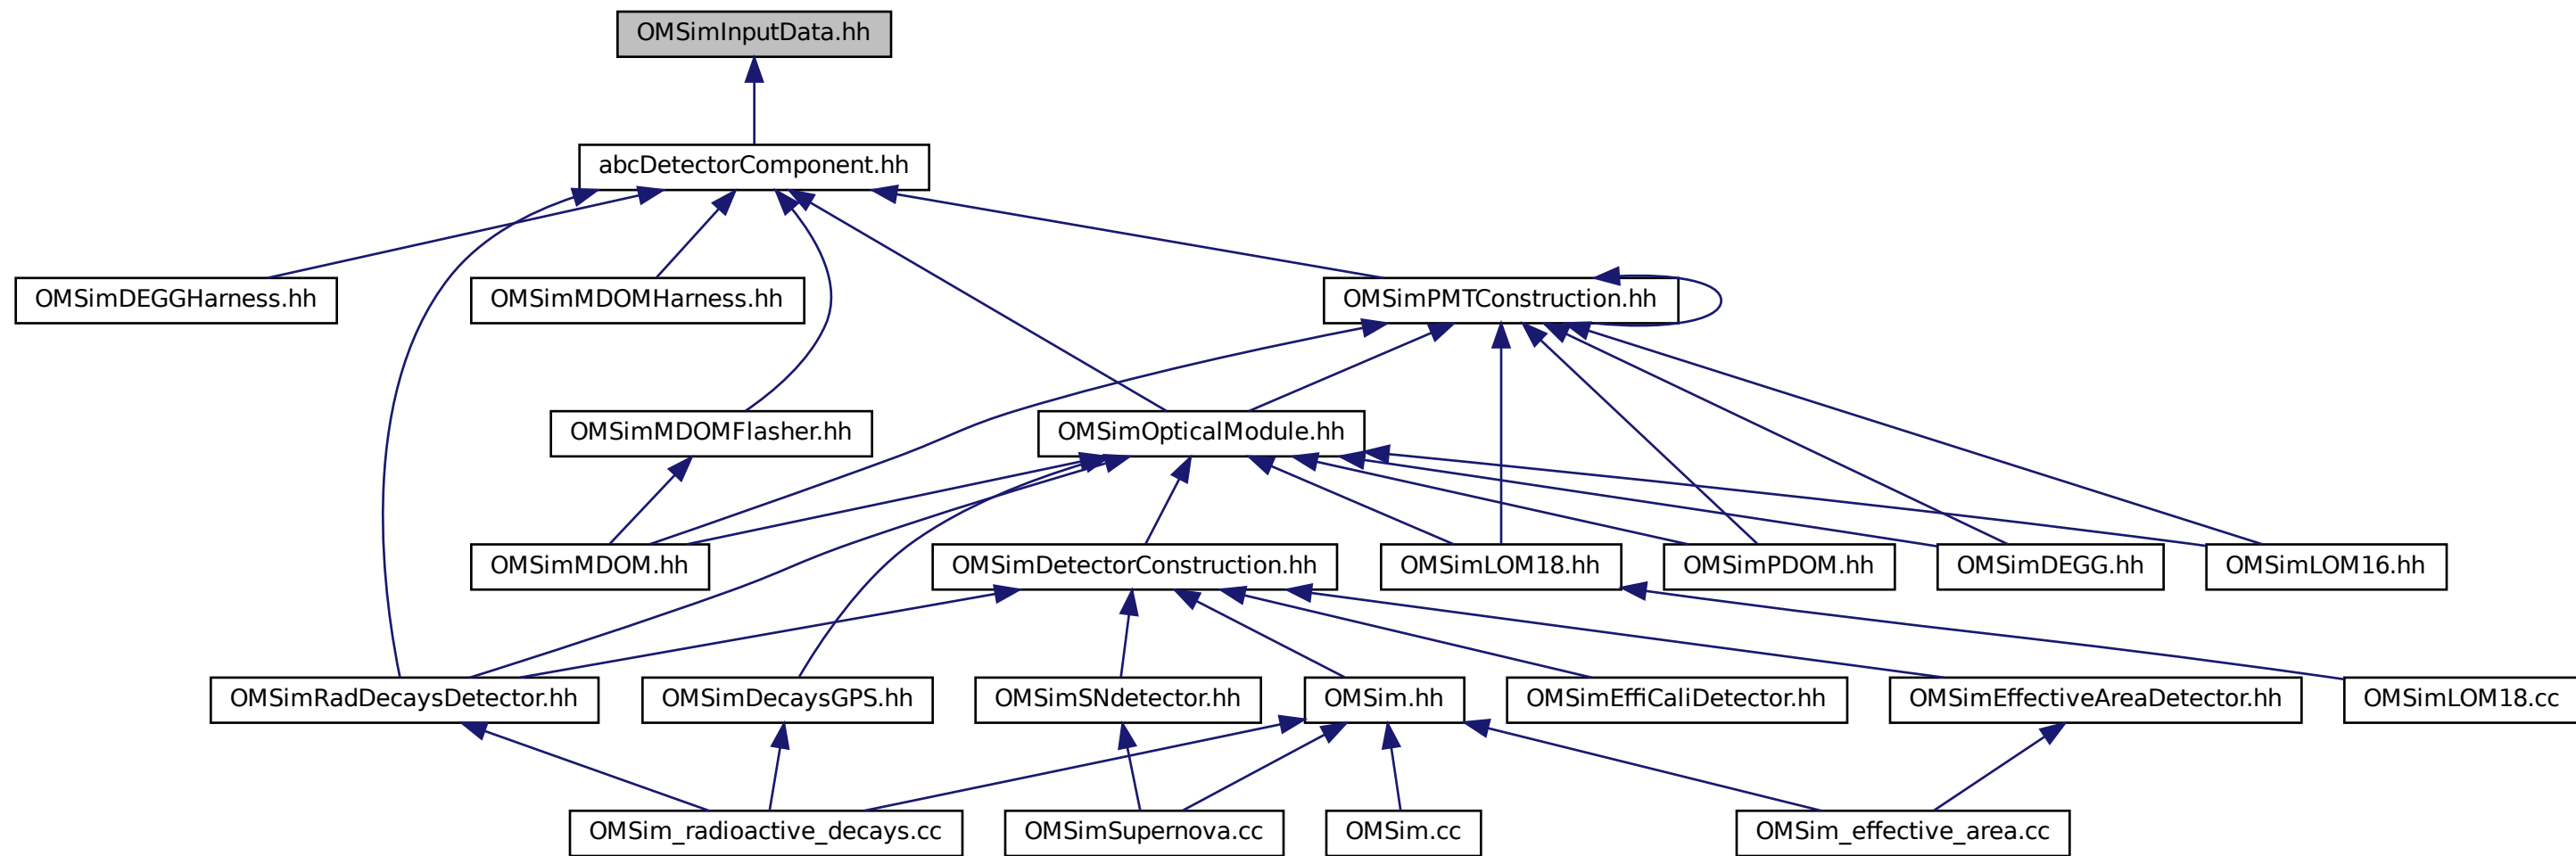 OMSimInputData.hh
abcDetectorComponent.hh
OMSimDEGGHarness.hh
OMSimMDOMHarness.hh
OMSimPMTConstruction.hh
OMSimMDOMFlasher.hh
OMSimOpticalModule.hh
OMSimMDOM.hh
OMSimDetectorConstruction.hh
OMSimLOM18.hh
OMSimPDOM.hh
OMSimDEGG.hh
OMSimLOM16.hh
OMSimRadDecaysDetector.hh
OMSimDecaysGPS.hh
OMSimSNdetector.hh
OMSim.hh
OMSimEffiCaliDetector.hh
OMSimEffectiveAreaDetector.hh
OMSimLOM18.cc
OMSim_radioactive_decays.cc
OMSimSupernova.cc
OMSim.cc
OMSim_effective_area.cc